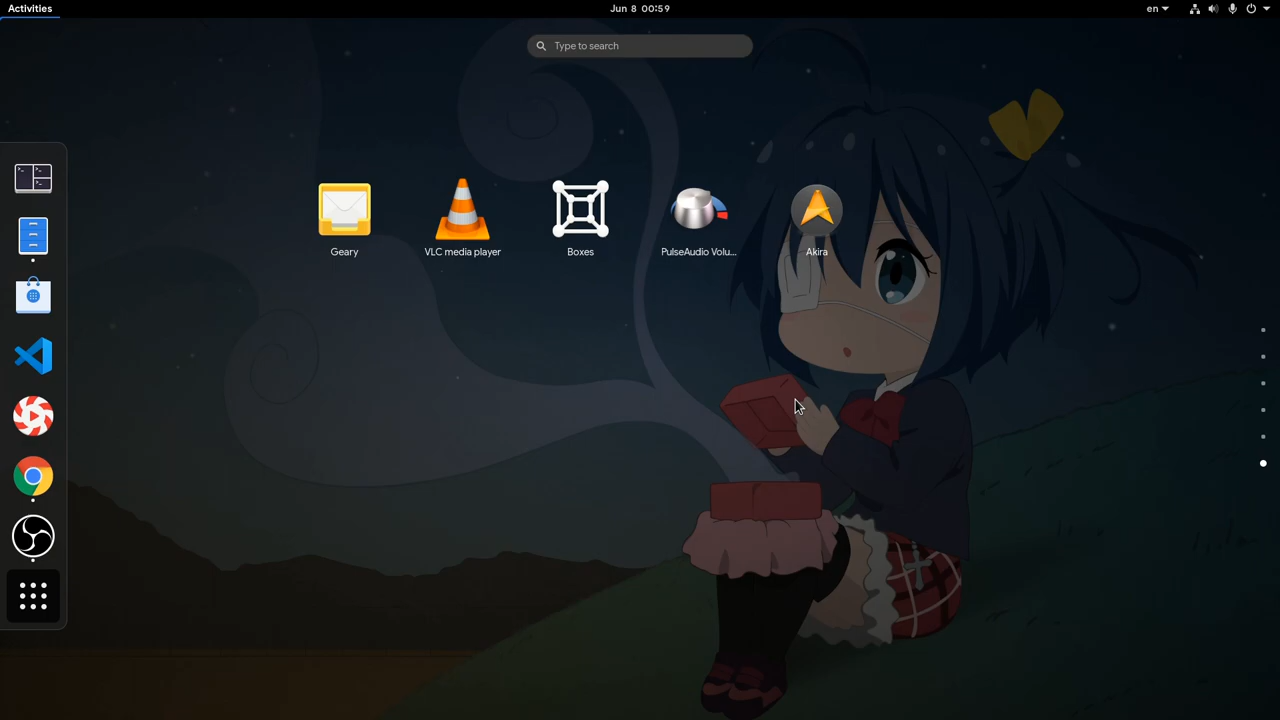 Activities
Jun 8 00:59
en
Type to search
Geary
VLC media player
Boxes
PulseAudio Volu...
Akira